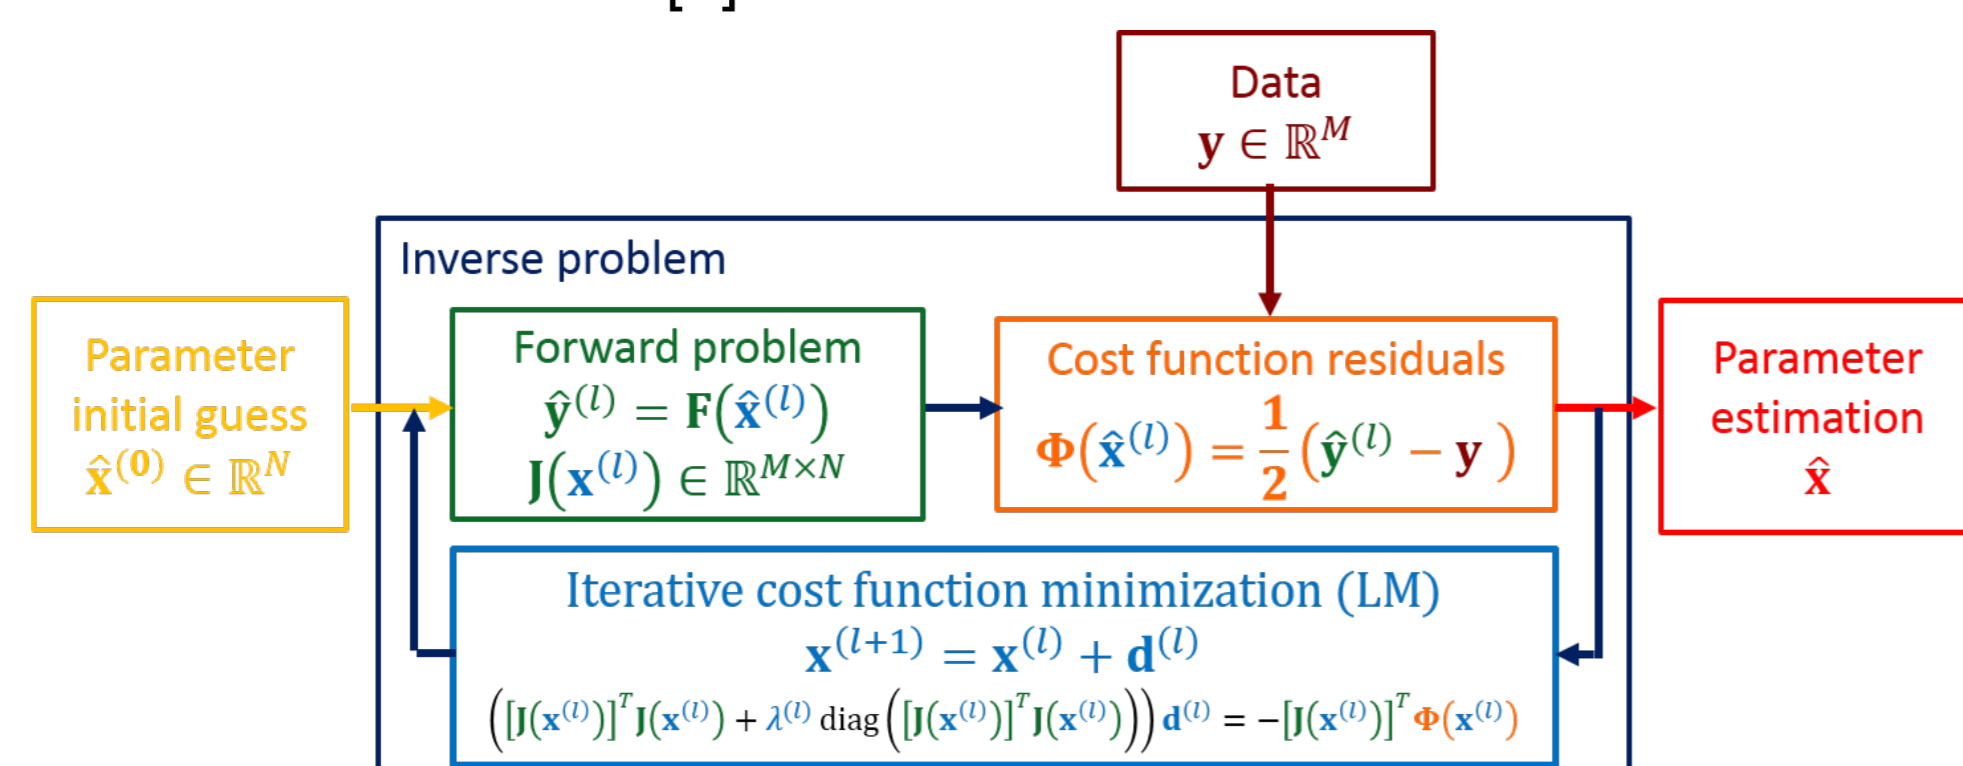 [ ]
Data
𝐲 ∈ ℝ^M
Inverse problem
Parameter
initial guess
x̂^(0) ∈ ℝ^N
Forward problem
ŷ^(l) = F(x̂^(l))
J(x^(l)) ∈ ℝ^{M×N}
Cost function residuals
Φ(x̂^(l)) = 1/2 (ŷ^(l) − y )
Parameter
estimation
x̂
Iterative cost function minimization (LM)
x^(l+1) = x^(l) + d^(l)
([J(x^(l))]^T J(x^(l)) + λ^(l) diag([J(x^(l))]^T J(x^(l)))) d^(l) = −[J(x^(l))]^T Φ(x^(l))